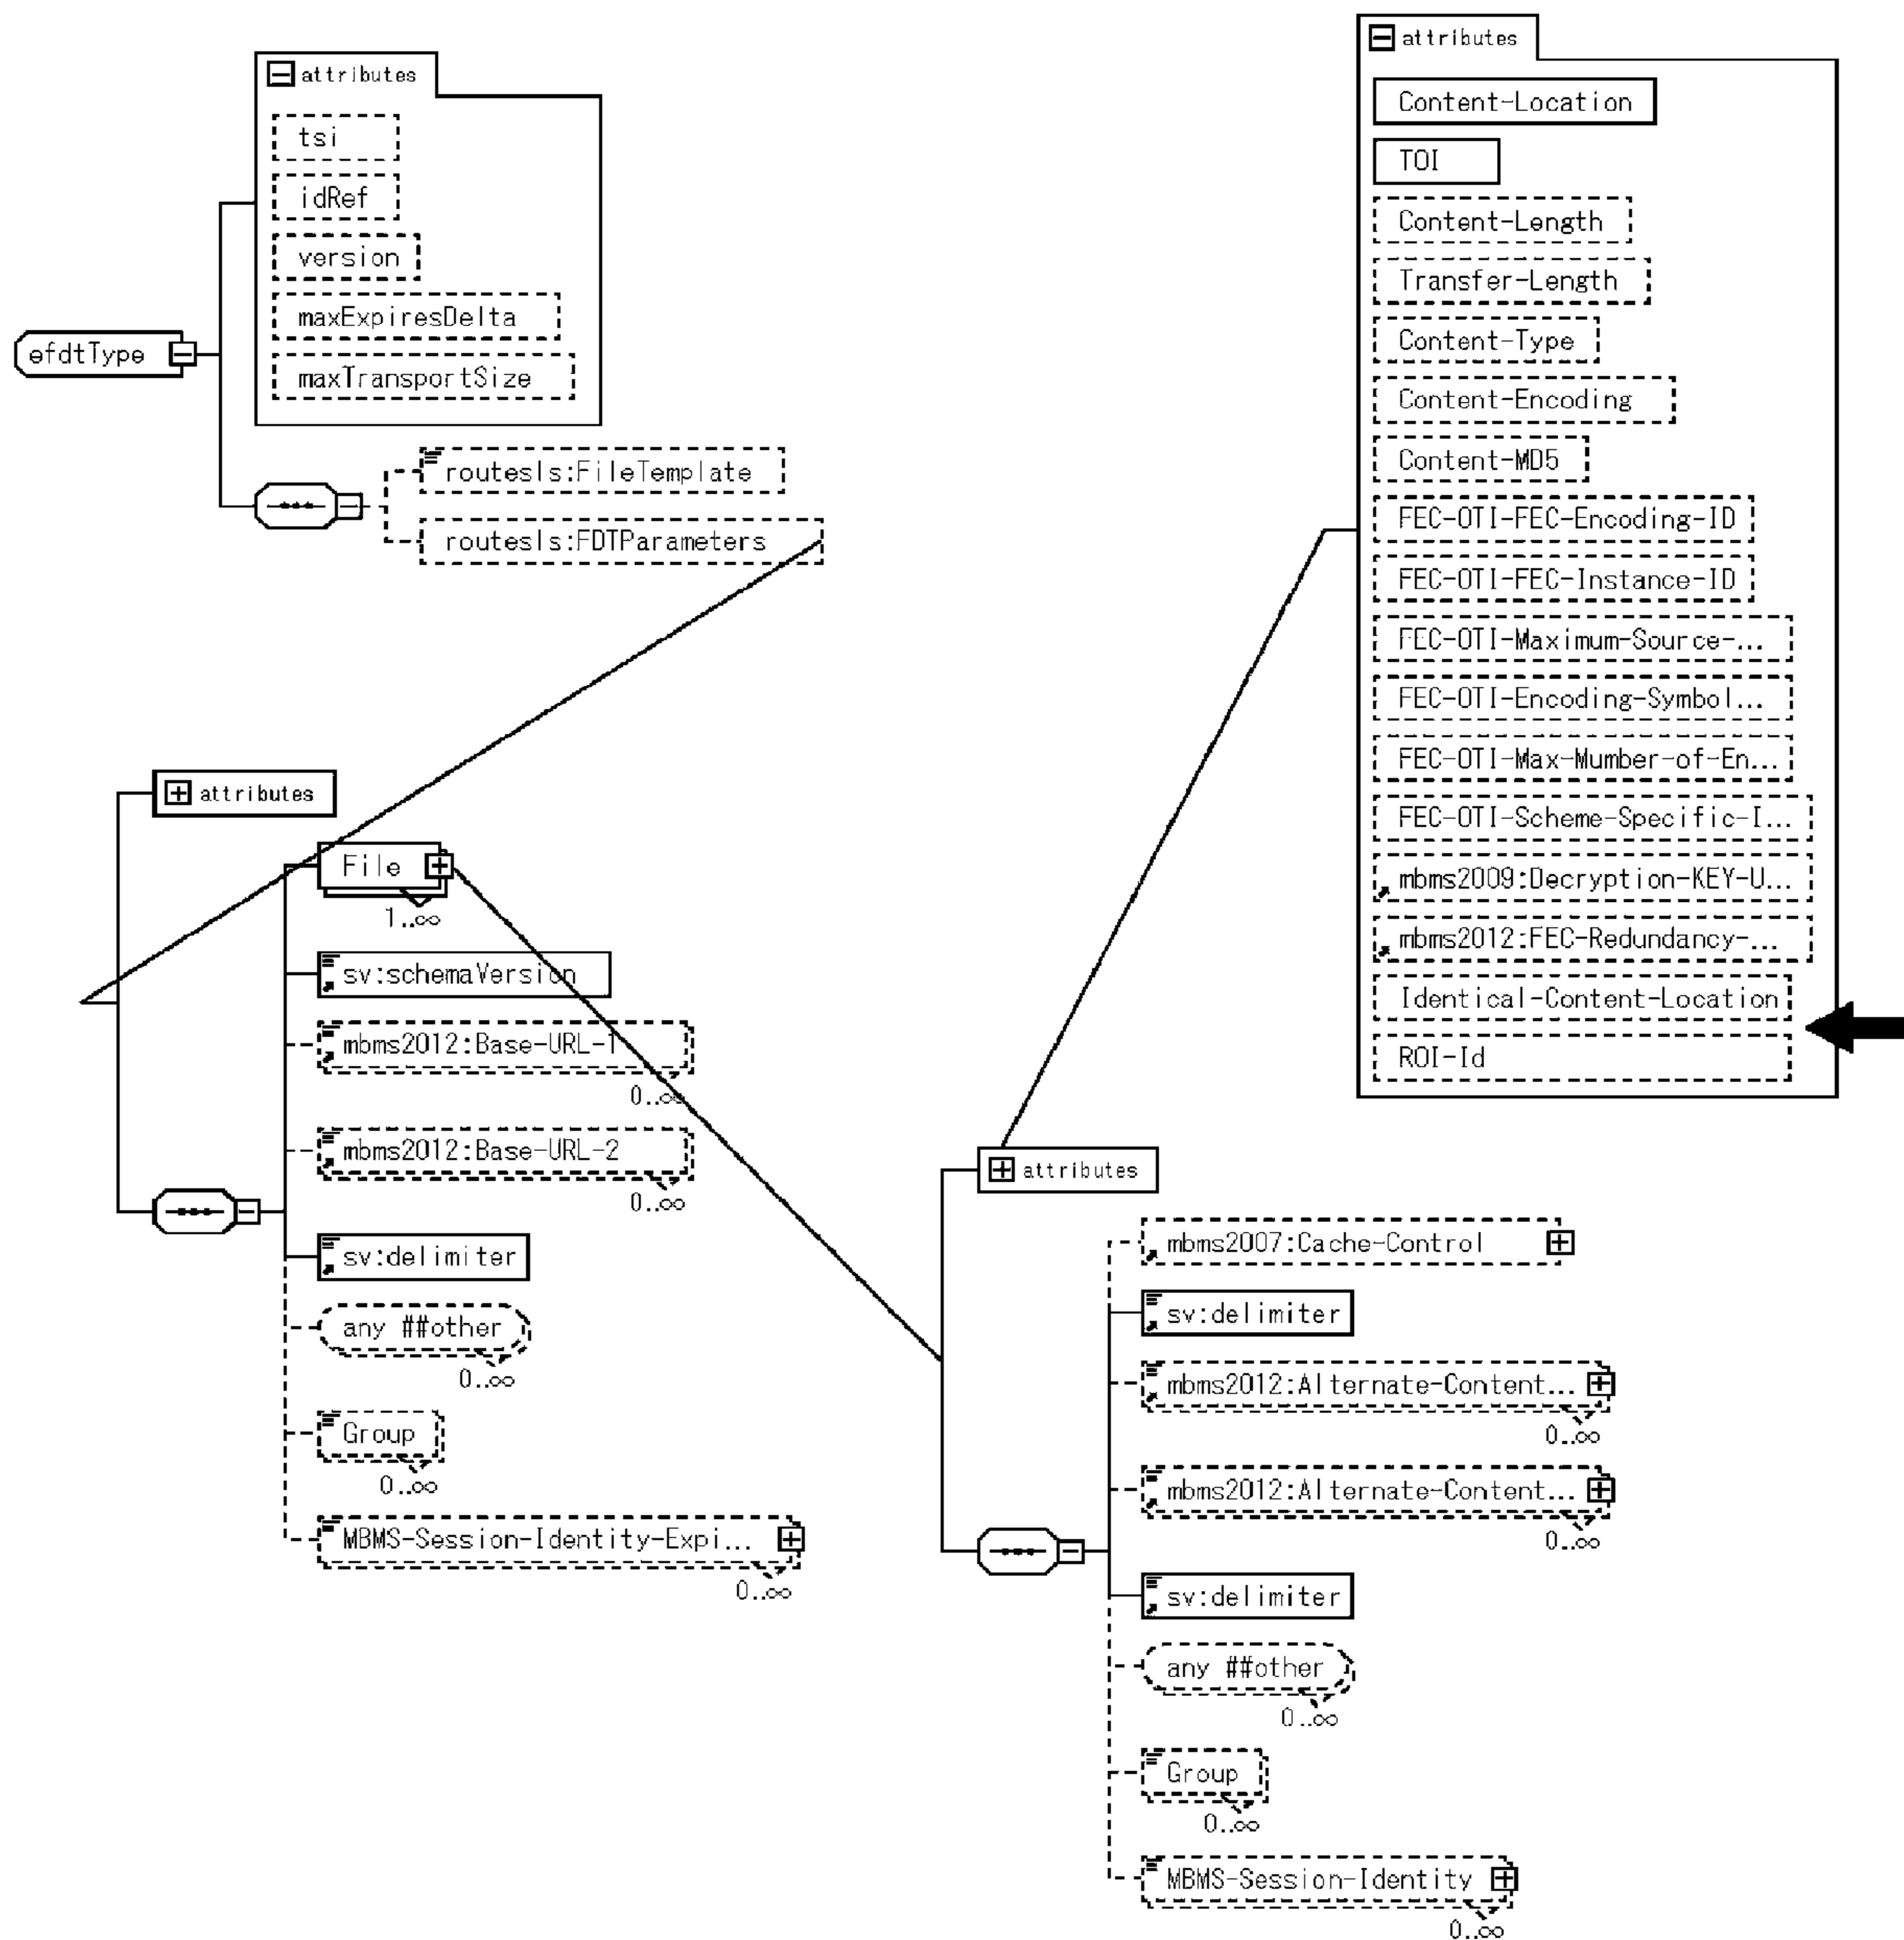 attributes
tsi
idRef
version
maxExpiresDelta
maxTransportSize
efdtType
routesls:FileTemplate
routesls:FDTParameters
attributes
File
1..∞
sv:schemaVersion
mbms2012:Base-URL-1
0..∞
mbms2012:Base-URL-2
0..∞
sv:delimiter
any ##other
0..∞
Group
0..∞
MBMS-Session-Identity-Expi...
0..∞
attributes
Content-Location
TOI
Content-Length
Transfer-Length
Content-Type
Content-Encoding
Content-MD5
FEC-OTI-FEC-Encoding-ID
FEC-OTI-FEC-Instance-ID
FEC-OTI-Maximum-Source-...
FEC-OTI-Encoding-Symbol...
FEC-OTI-Max-Mumber-of-En...
FEC-OTI-Scheme-Specific-I...
mbms2009:Decryption-KEY-U...
mbms2012:FEC-Redundancy-...
Identical-Content-Location
ROI-Id
attributes
mbms2007:Cache-Control
sv:delimiter
mbms2012:Alternate-Content...
0..∞
mbms2012:Alternate-Content...
0..∞
sv:delimiter
any ##other
0..∞
Group
0..∞
MBMS-Session-Identity
0..∞